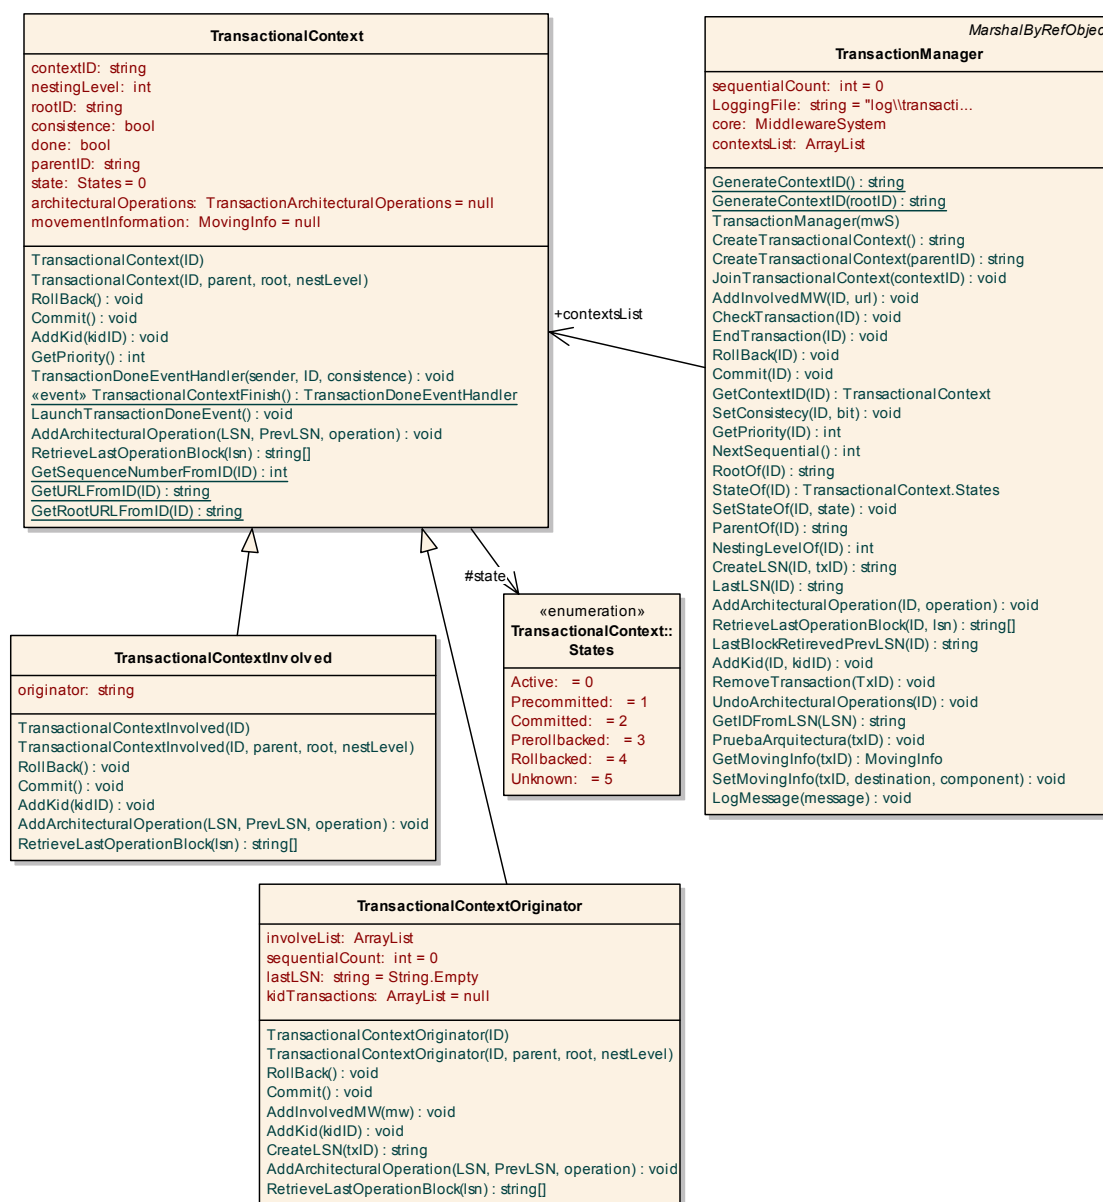 TransactionalContext
contextID: string
nestingLevel: int
rootID: string
consistence: bool
done: bool
parentID: string
state: States = 0
architecturalOperations: TransactionArchitecturalOperations = null
movementInformation: MovingInfo = null
TransactionalContext(ID)
TransactionalContext(ID, parent, root, nestLevel)
RollBack() : void
Commit() : void
AddKid(kidID) : void
GetPriority() : int
TransactionDoneEventHandler(sender, ID, consistence) : void
«event» TransactionalContextFinish() : TransactionDoneEventHandler
LaunchTransactionDoneEvent() : void
AddArchitecturalOperation(LSN, PrevLSN, operation) : void
RetrieveLastOperationBlock(lsn) : string[]
GetSequenceNumberFromID(ID) : int
GetURLFromID(ID) : string
GetRootURLFromID(ID) : string
MarshalByRefObjec
TransactionManager
sequentialCount: int = 0
LoggingFile: string = "log\\transacti...
core: MiddlewareSystem
contextsList: ArrayList
GenerateContextID() : string
GenerateContextID(rootID) : string
TransactionManager(mwS)
CreateTransactionalContext() : string
CreateTransactionalContext(parentID) : string
JoinTransactionalContext(contextID) : void
AddInvolvedMW(ID, url) : void
CheckTransaction(ID) : void
EndTransaction(ID) : void
RollBack(ID) : void
Commit(ID) : void
GetContextID(ID) : TransactionalContext
SetConsistecy(ID, bit) : void
GetPriority(ID) : int
NextSequential() : int
RootOf(ID) : string
StateOf(ID) : TransactionalContext.States
SetStateOf(ID, state) : void
ParentOf(ID) : string
NestingLevelOf(ID) : int
CreateLSN(ID, txID) : string
LastLSN(ID) : string
AddArchitecturalOperation(ID, operation) : void
RetrieveLastOperationBlock(ID, lsn) : string[]
LastBlockRetirevedPrevLSN(ID) : string
AddKid(ID, kidID) : void
RemoveTransaction(TxID) : void
UndoArchitecturalOperations(ID) : void
GetIDFromLSN(LSN) : string
PruebaArquitectura(txID) : void
GetMovingInfo(txID) : MovingInfo
SetMovingInfo(txID, destination, component) : void
LogMessage(message) : void
+contextsList
#state
«enumeration»
TransactionalContext::
States
Active: = 0
Precommitted: = 1
Committed: = 2
Prerollbacked: = 3
Rollbacked: = 4
Unknown: = 5
TransactionalContextInvolved
originator: string
TransactionalContextInvolved(ID)
TransactionalContextInvolved(ID, parent, root, nestLevel)
RollBack() : void
Commit() : void
AddKid(kidID) : void
AddArchitecturalOperation(LSN, PrevLSN, operation) : void
RetrieveLastOperationBlock(lsn) : string[]
TransactionalContextOriginator
involveList: ArrayList
sequentialCount: int = 0
lastLSN: string = String.Empty
kidTransactions: ArrayList = null
TransactionalContextOriginator(ID)
TransactionalContextOriginator(ID, parent, root, nestLevel)
RollBack() : void
Commit() : void
AddInvolvedMW(mw) : void
AddKid(kidID) : void
CreateLSN(txID) : string
AddArchitecturalOperation(LSN, PrevLSN, operation) : void
RetrieveLastOperationBlock(lsn) : string[]